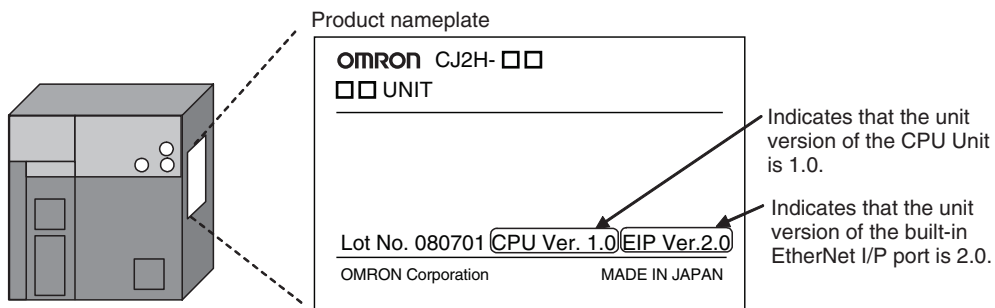 Product nameplate
OMRON CJ2H-□□
□□ UNIT
Indicates that the unit
version of the CPU Unit
is 1.0.
Indicates that the unit
version of the built-in
EtherNet I/P port is 2.0.
Lot No. 080701 CPU Ver. 1.0 EIP Ver.2.0
OMRON Corporation MADE IN JAPAN